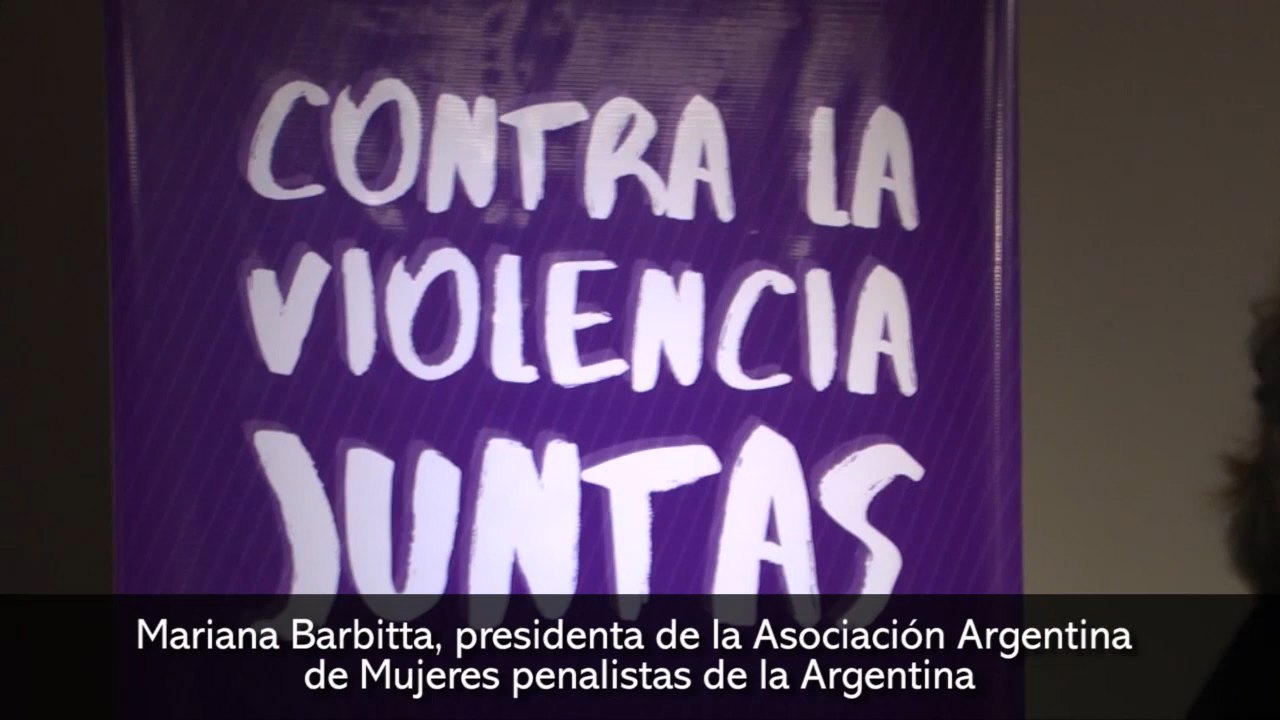 CONTRA LA
VIOLENCIA
JUNTAS
Mariana Barbitta, presidenta de la Asociación Argentina
de Mujeres penalistas de la Argentina